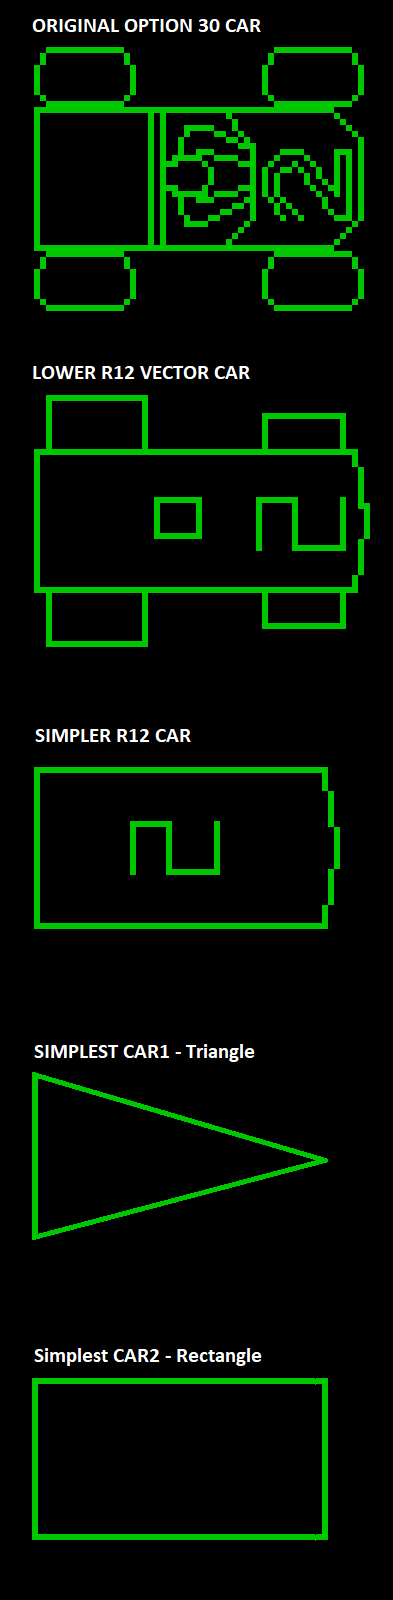 ORIGINAL OPTION 30 CAR
LOWER R12 VECTOR CAR
SIMPLER R12 CAR
SIMPLEST CAR1 - Triangle
Simplest CAR2 - Rectangle